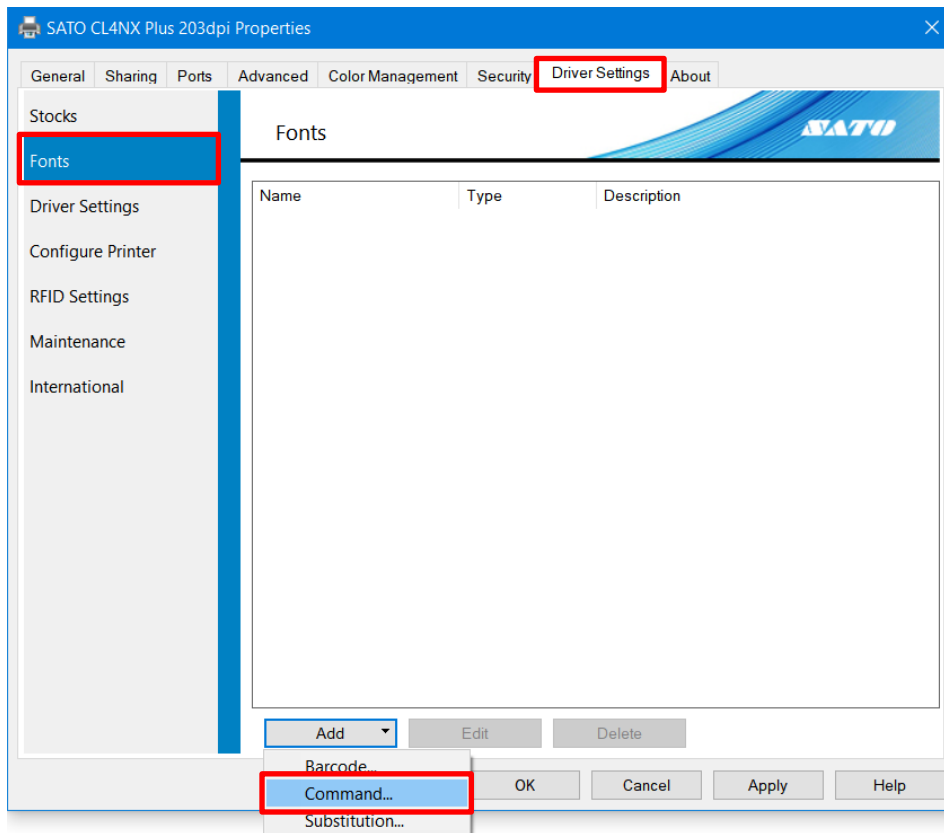 SATO CL4NX Plus 203dpi Properties
General Sharing Ports Advanced Color Management Security Driver Settings About
Stocks
Fonts
Driver Settings
Configure Printer
RFID Settings
Maintenance
International
Fonts
SATO
Name Type Description
Add Edit Delete
Barcode...
Command...
Substitution...
OK Cancel Apply Help